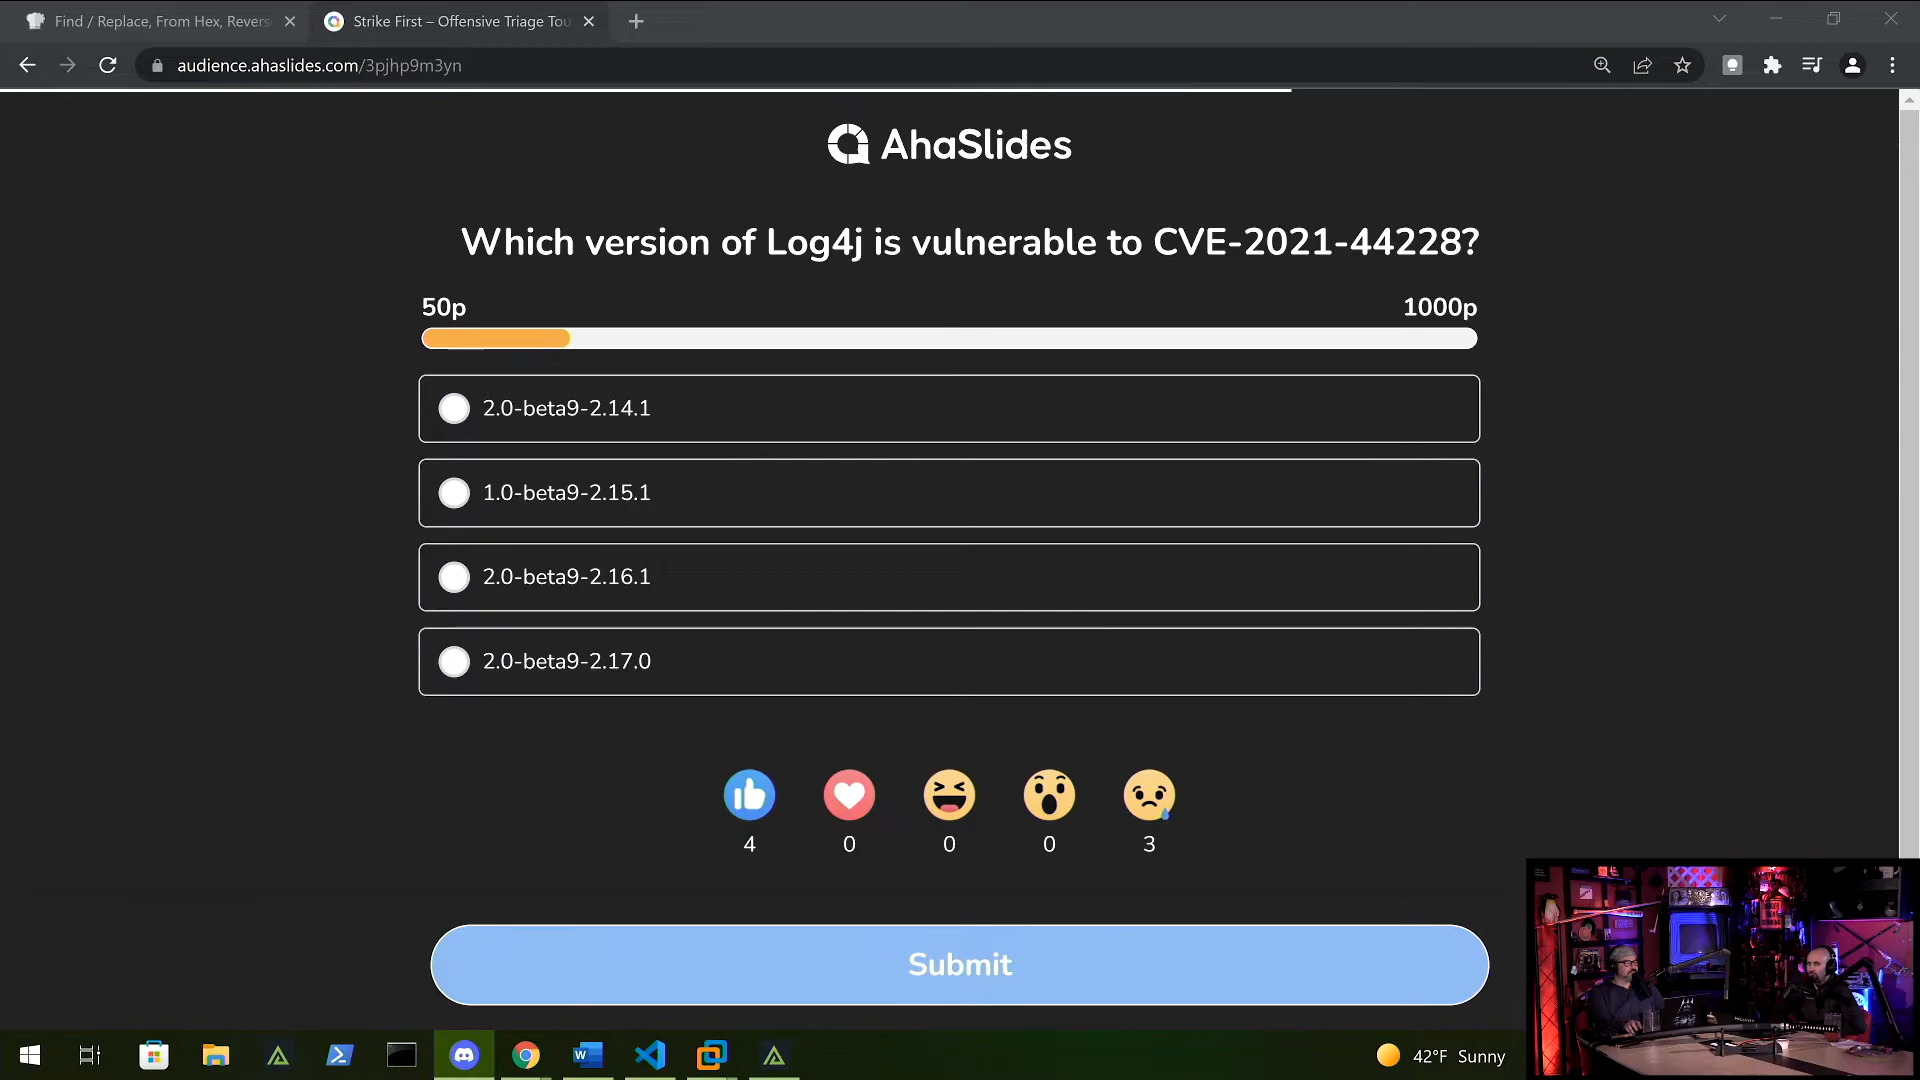 Find / Replace, From Hex, Revers
Strike First – Offensive Triage Tou
audience.ahaslides.com/3pjhp9m3yn
AhaSlides
Which version of Log4j is vulnerable to CVE-2021-44228?
50p
1000p
2.0-beta9-2.14.1
1.0-beta9-2.15.1
2.0-beta9-2.16.1
2.0-beta9-2.17.0
4
0
0
0
3
Submit
42°F Sunny